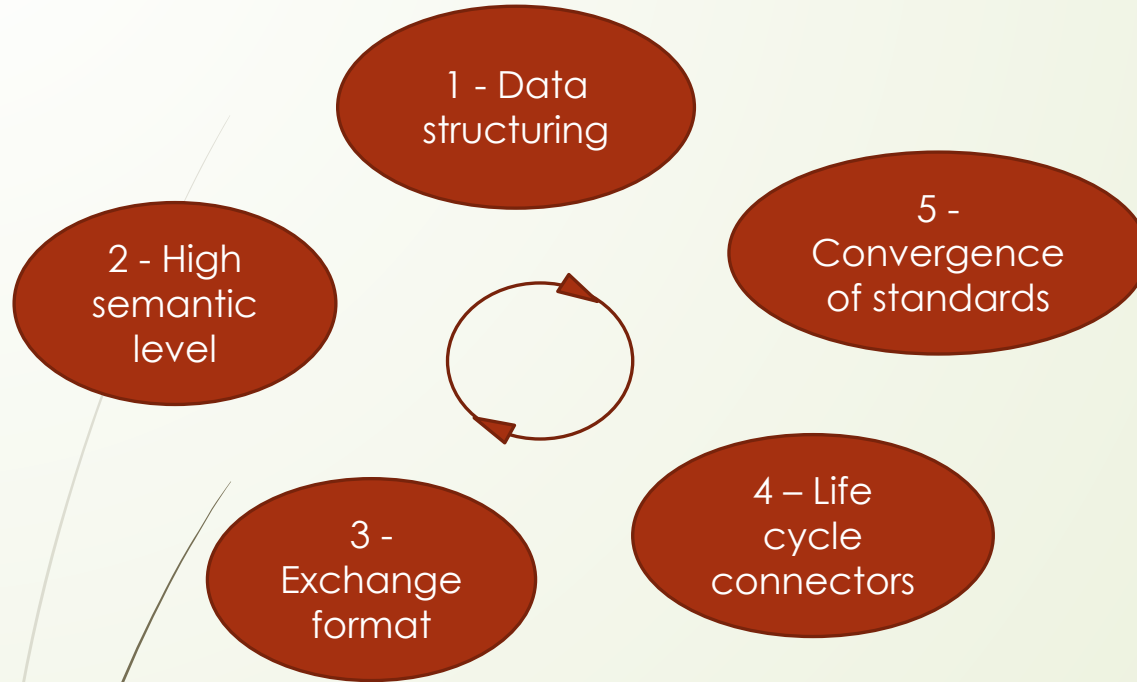 1 - Data
structuring
2 - High
semantic
level
3 -
Exchange
format
4 – Life
cycle
connectors
5 -
Convergence
of standards